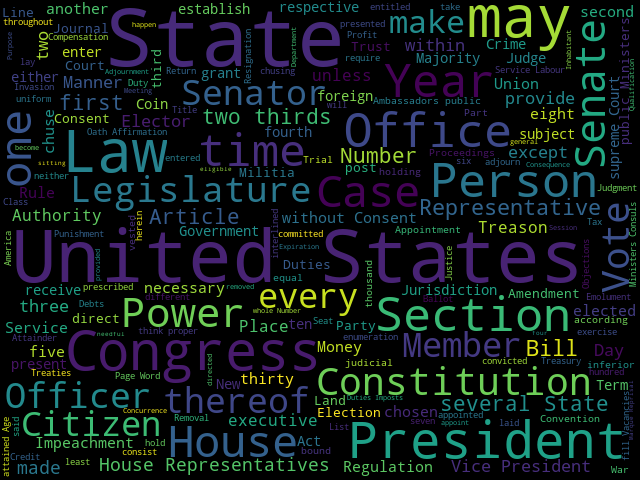 throughout
happen
take
entitled
another
establish
respective
presented
Line
Journal
State
make
may
second
Compensation
Profit
Purpose
two
Department
Inhabitant
enter
third
within
Crime
Trust
require
lay
Adjournment
Return
chusing
Resignation
Majority
Judge
either
Court
grant
unless
Year
Service Labour
Invasion
Duty
Senator
foreign
Union
Ambassadors public
Senate
public Ministers
Qualification
uniform
Manner
Meeting
Title
will
Part
provide
one
first
Coin
two thirds
Office
Proceedings
eight
supreme Court
Consent
chuse
Elector
fourth
six
adjourn
subject
general
become
Oath Affirmation
time
Number
except
Consequence
sitting
entered
Trial
Law
neither
eligible
Militia
post
holding
Person
Judgment
Rule
Legislature
Case
Class
Authority
Article
without Consent
Representative
Vote
Tax
vested
herein
interlined
committed
Appointment
Treason
Session
America
Punishment
Government
Expiration
Justice
Objections
Ministers Consuls
United States
provided
Duties
receive
prescribed
necessary
different
removed
equal
thousand
Jurisdiction
Emolument
three
Debts
Power
every
whole Number
Ballot
Section
Amendment
elected
according
Service
direct
Place
ten
Seat
Party
exercise
Attainder
needful
think proper
enumeration
Member
Bill
Your
five
Congress
Money
convicted
Day
inferior
present
Treaties
judicial
Treasury
hundred
Page Word
directed
New
thirty
Constitution
Term
Officer
thereof
Land
Duties Imposts
several State
Concurrence
Election
chosen
appointed
said
Citizen
Removal
executive
List
seven
appoint
laid
Convention
fill Vacancies
attained Age
Impeachment
hold
House
Act
President
consist
bound
Credit
made
least
House Representatives
Regulation
Vice President
War